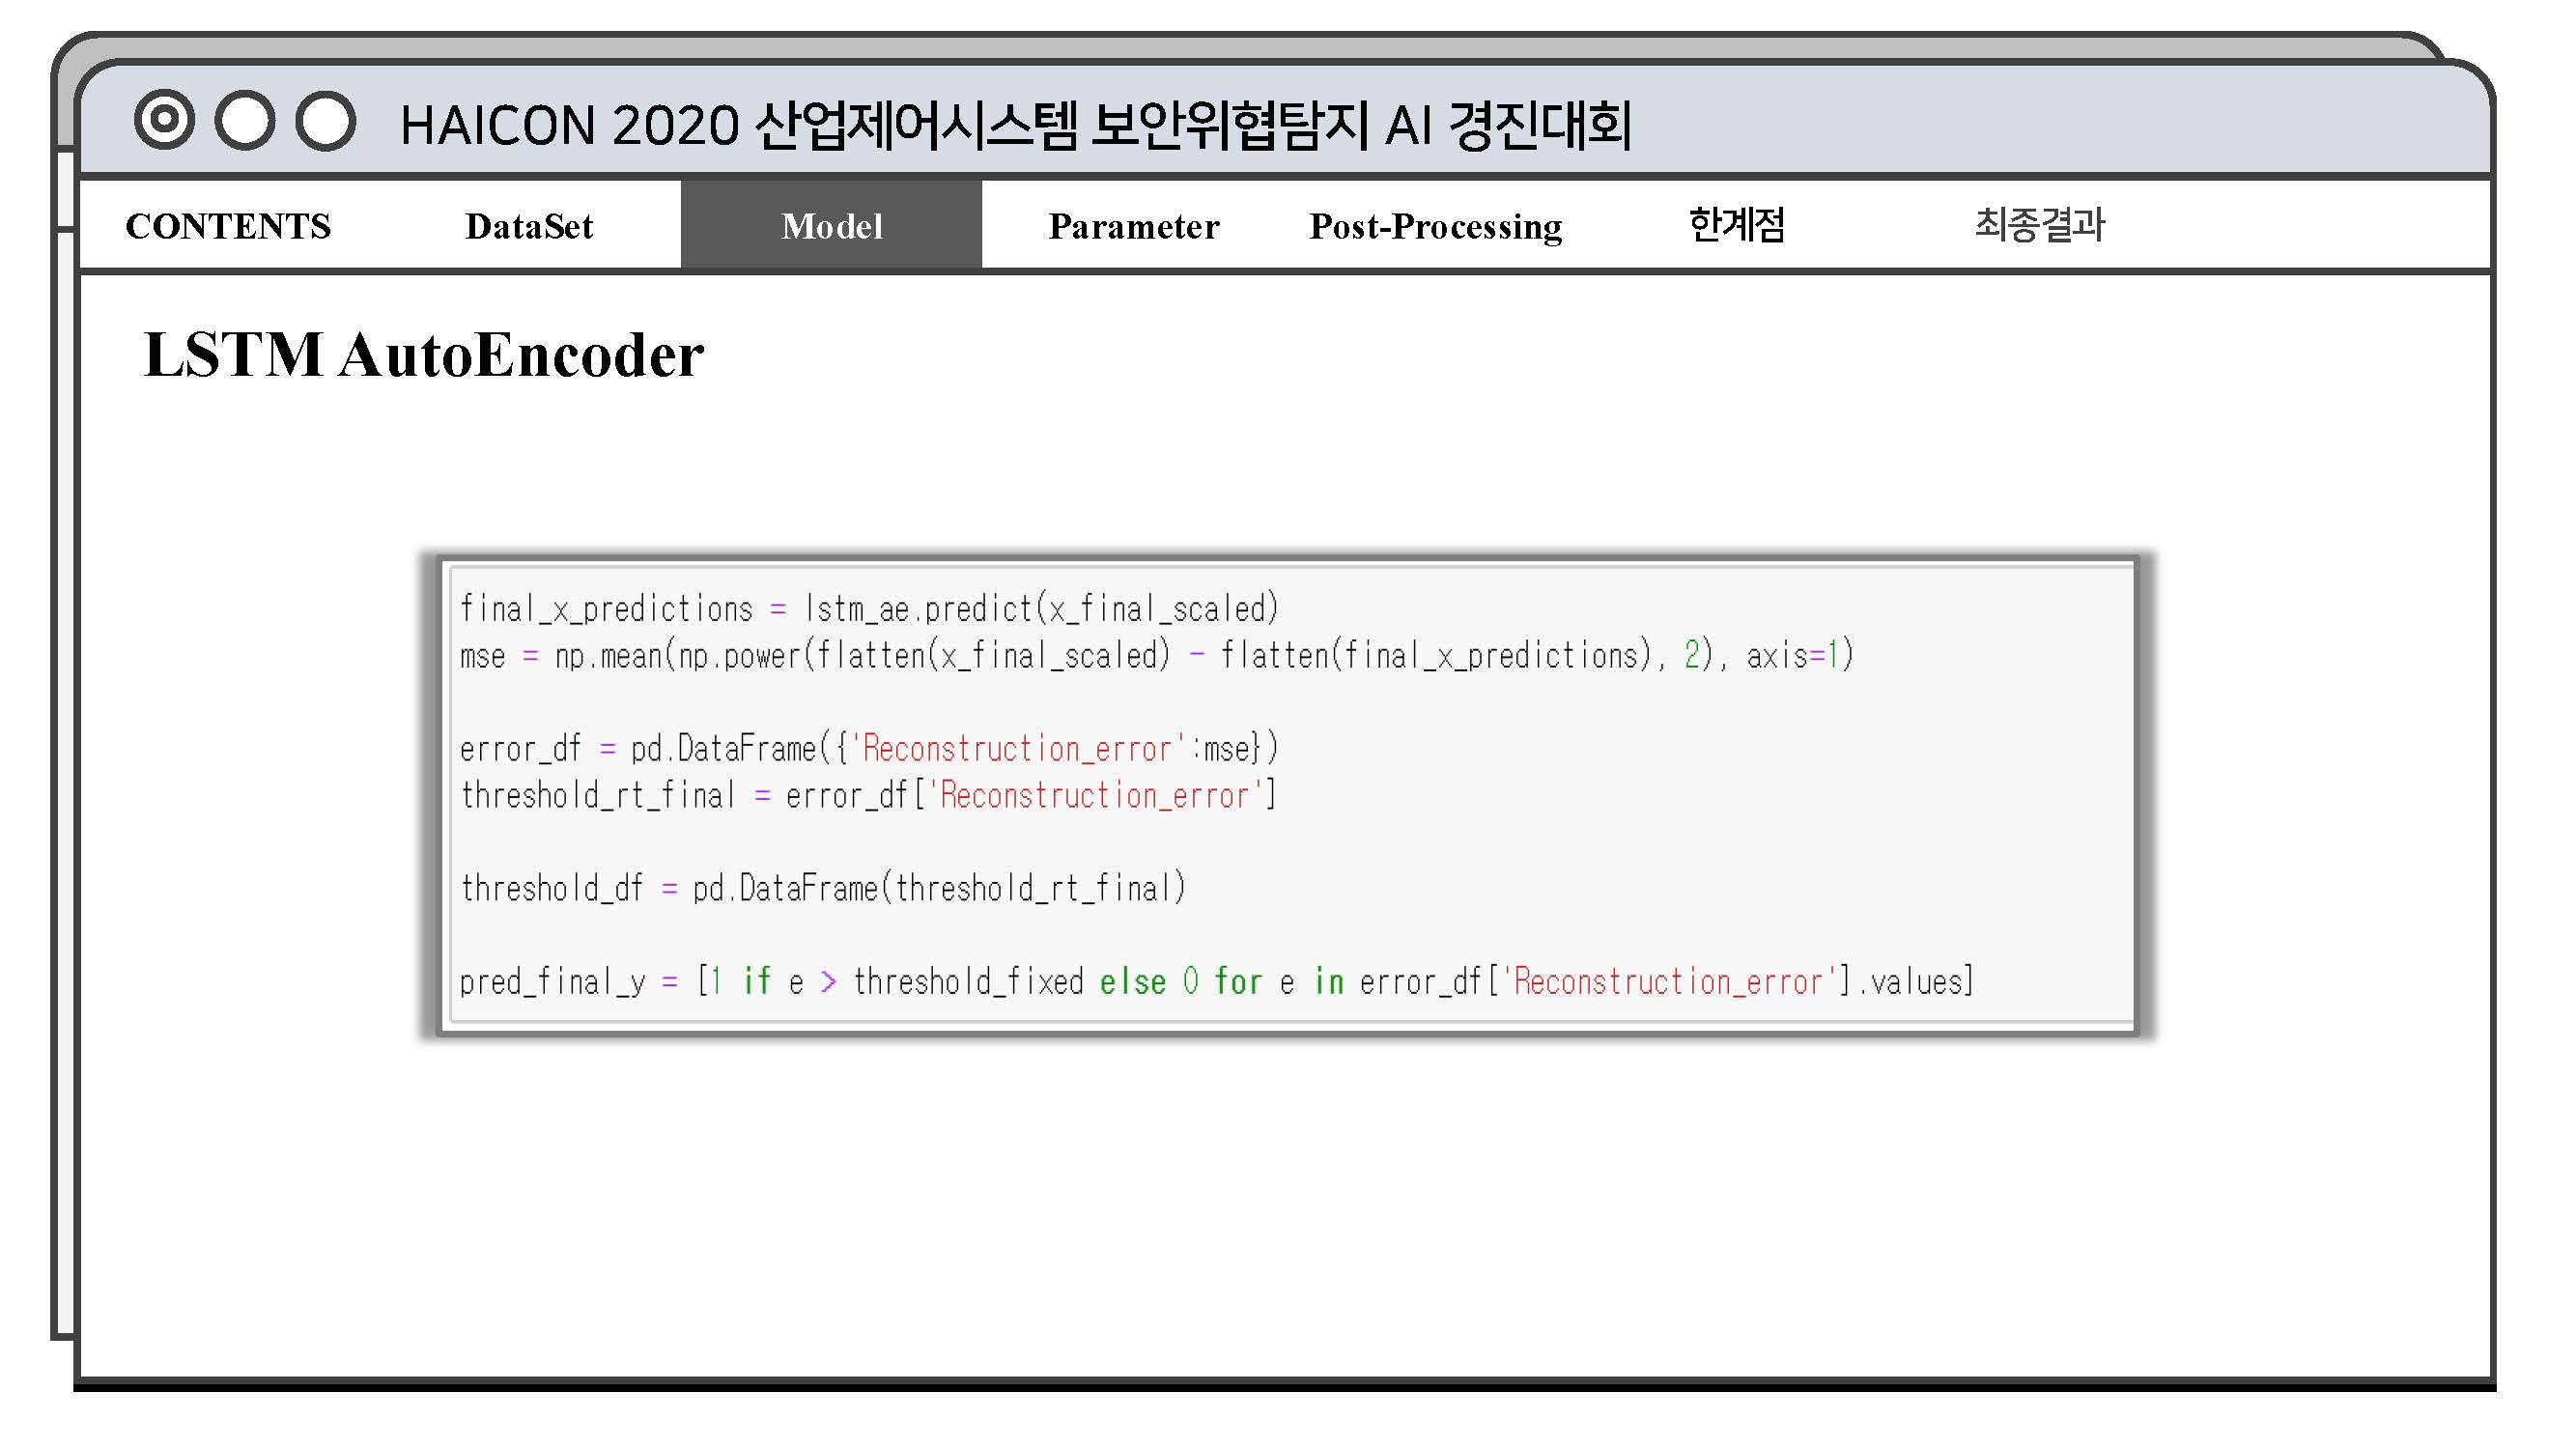 HAICON 2020 산업제어시스템 보안위협탐지 AI 경진대회
CONTENTS DataSet Model Parameter Post-Processing 한계점 최종결과
LSTM AutoEncoder
final_x_predictions = lstm_ae.predict(x_final_scaled)
mse = np.mean(np.power(flatten(x_final_scaled) - flatten(final_x_predictions), 2), axis=1)
error_df = pd.DataFrame({'Reconstruction_error':mse})
threshold_rt_final = error_df['Reconstruction_error']
threshold_df = pd.DataFrame(threshold_rt_final)
pred_final_y = [1 if e > threshold_fixed else 0 for e in error_df['Reconstruction_error'].values]